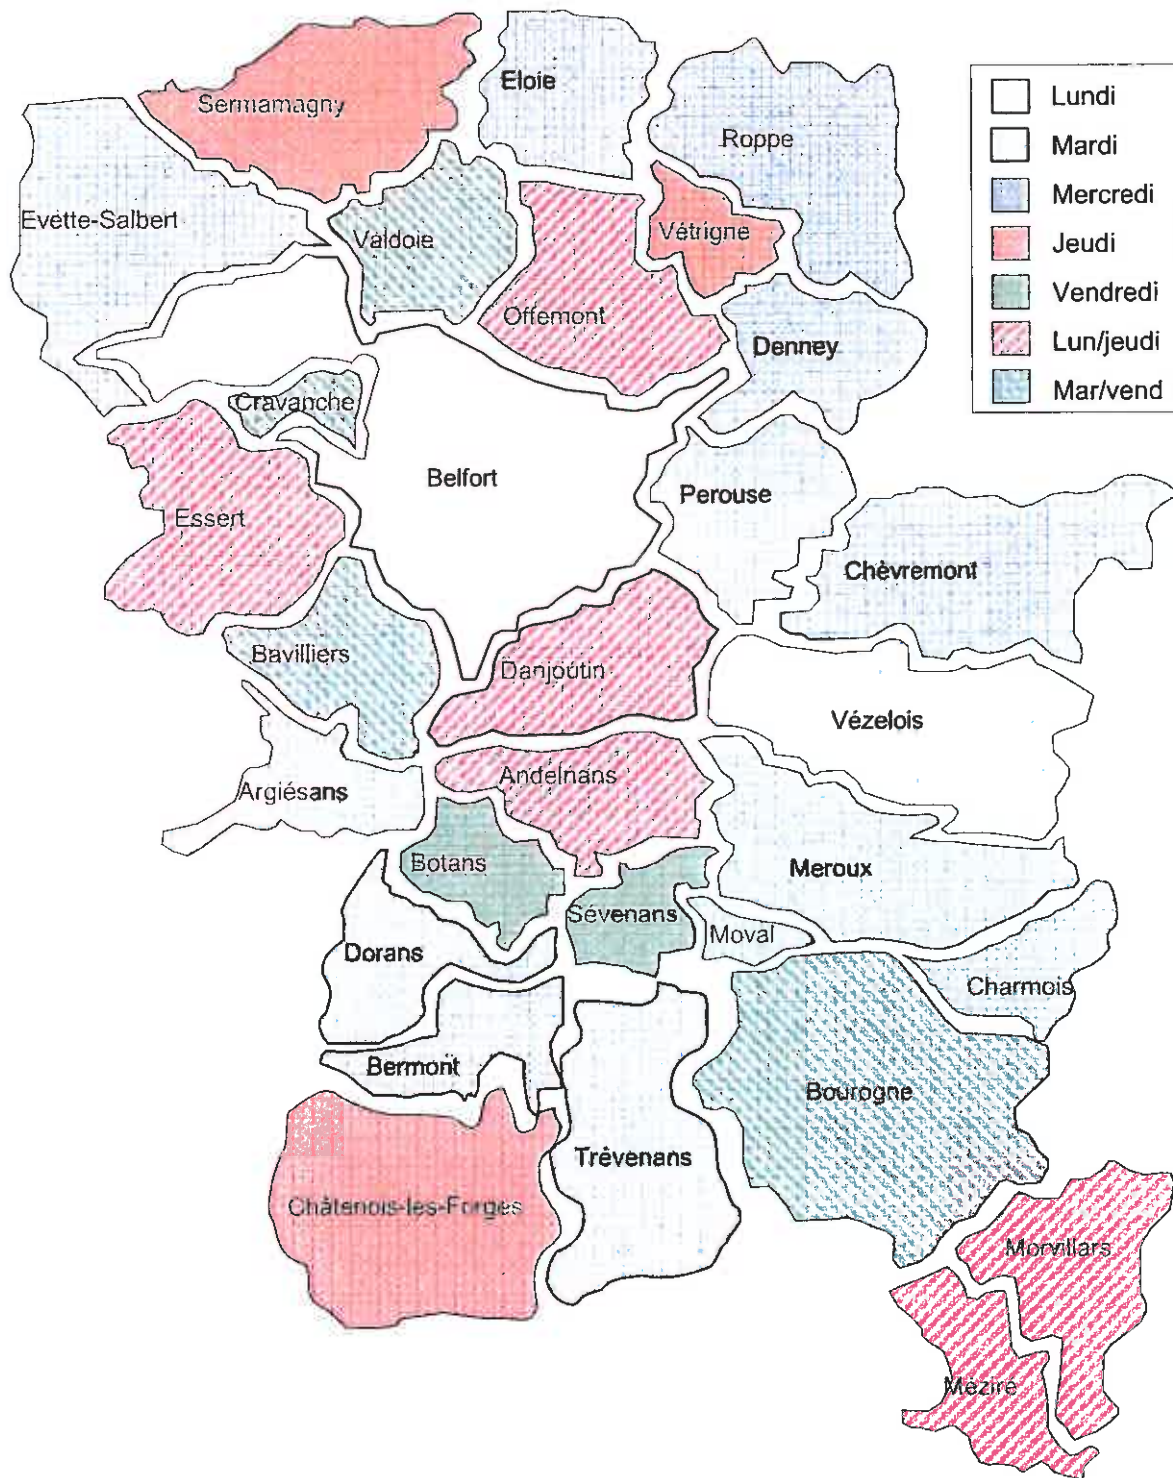 Sermamagny
Eloie
Roppe
Evette-Salbert
Valdoie
Vétrigne
Offemont
Denney
Cravanche
Belfort
Perouse
Essert
Chèvremont
Bavilliers
Danjoutin
Vézelois
Argiésans
Andelnans
Botans
Meroux
Sévenans
Moval
Dorans
Charmois
Bermont
Bourogne
Trévenans
Châtenois-les-Forges
Morvillars
Méziré
Lundi
Mardi
Mercredi
Jeudi
Vendredi
Lun/jeudi
Mar/vend